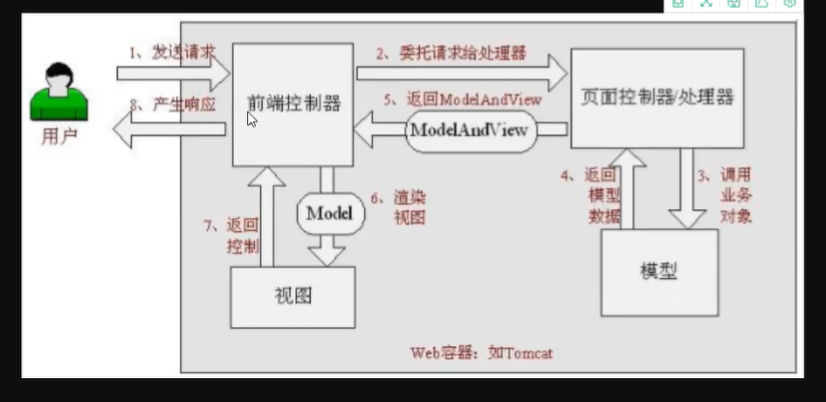 1、发送请求
2、委托请求给处理器
8、产生响应
前端控制器
5、返回ModelAndView
页面控制器/处理器
用户
ModelAndView
4、返回
模型
数据
3、调用
业务
对象
Model
6、渲染
视图
7、返回
控制
视图
模型
Web容器：如Tomcat